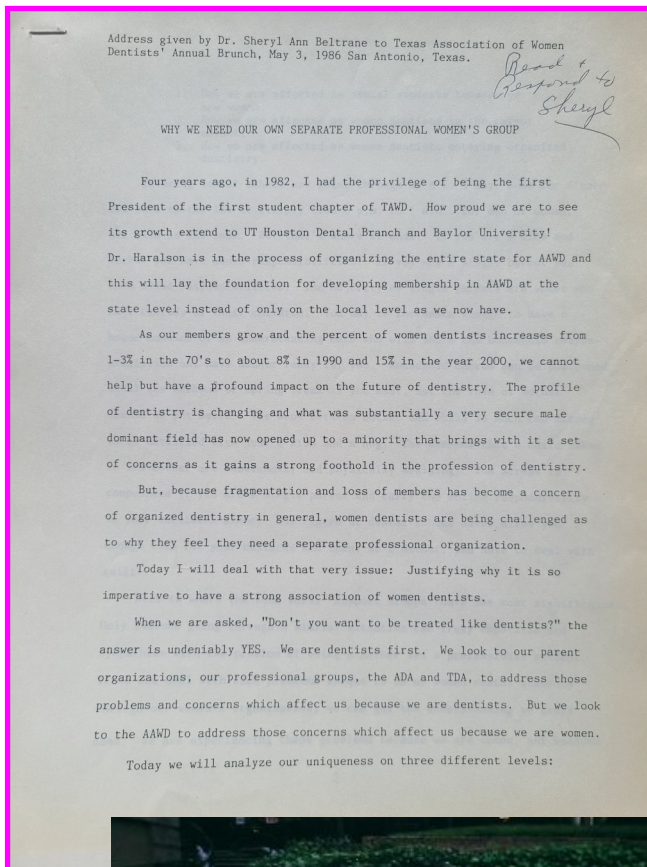 Address given by Dr. Sheryl Ann Beltrane to Texas Association of Women
Dentists' Annual Brunch, May 3, 1986 San Antonio, Texas.
Read +
Respond to
Sheryl
WHY WE NEED OUR OWN SEPARATE PROFESSIONAL WOMEN'S GROUP
Four years ago, in 1982, I had the privilege of being the first
President of the first student chapter of TAWD. How proud we are to see
its growth extend to UT Houston Dental Branch and Baylor University!
Dr. Haralson is in the process of organizing the entire state for AAWD and
this will lay the foundation for developing membership in AAWD at the
state level instead of only on the local level as we now have.
As our members grow and the percent of women dentists increases from
1-3% in the 70's to about 8% in 1990 and 15% in the year 2000, we cannot
help but have a profound impact on the future of dentistry. The profile
of dentistry is changing and what was substantially a very secure male
dominant field has now opened up to a minority that brings with it a set
of concerns as it gains a strong foothold in the profession of dentistry.
But, because fragmentation and loss of members has become a concern
of organized dentistry in general, women dentists are being challenged as
to why they feel they need a separate professional organization.
Today I will deal with that very issue: Justifying why it is so
imperative to have a strong association of women dentists.
When we are asked, "Don't you want to be treated like dentists?" the
answer is undeniably YES. We are dentists first. We look to our parent
organizations, our professional groups, the ADA and TDA, to address those
problems and concerns which affect us because we are dentists. But we look
to the AAWD to address those concerns which affect us because we are women.
Today we will analyze our uniqueness on three different levels: